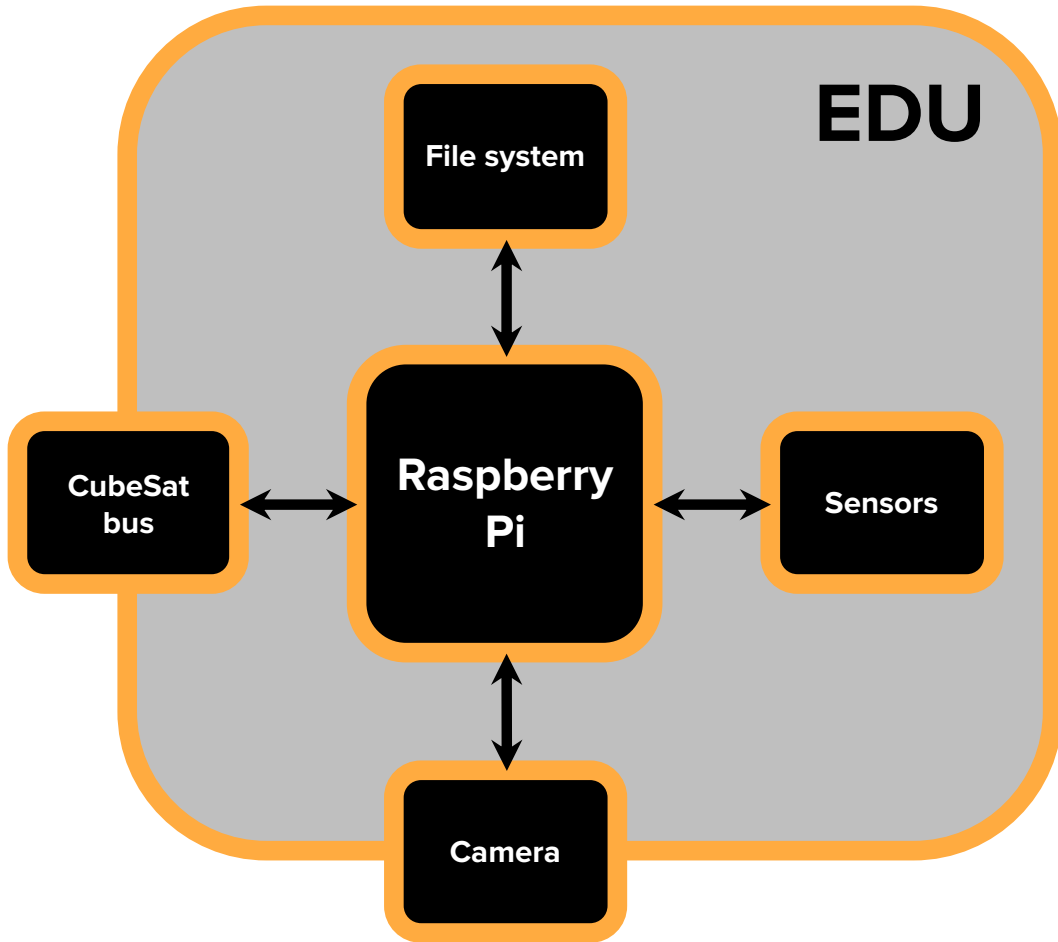 EDU
File system
CubeSat
bus
Raspberry
Pi
Sensors
Camera